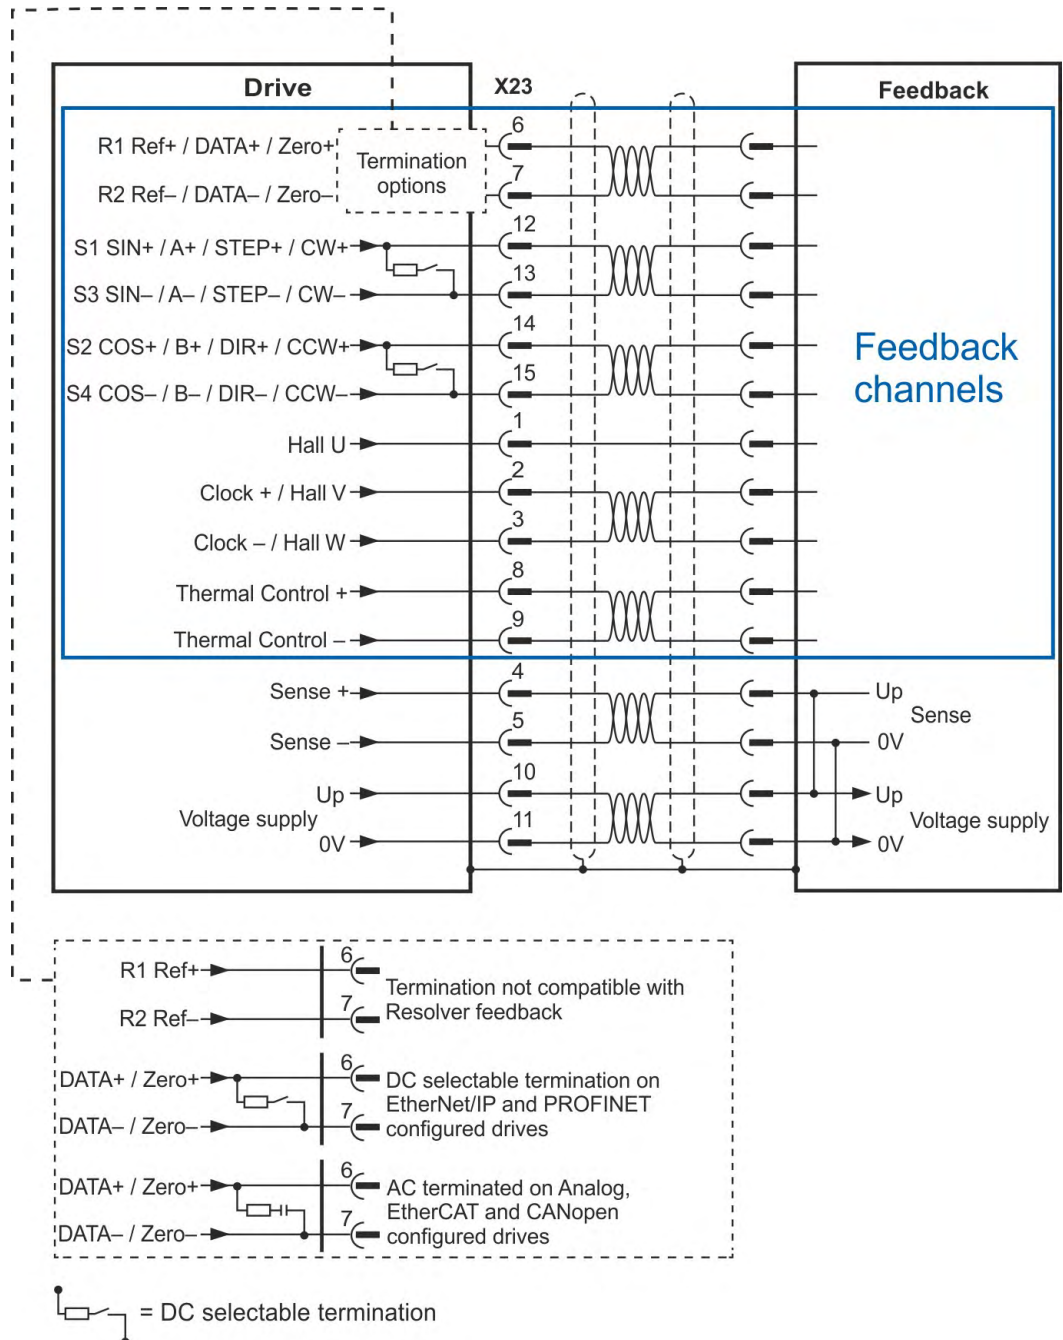 Drive X23 Feedback
R1 Ref+ / DATA+ / Zero+ 6
R2 Ref– / DATA– / Zero– 7
Termination
options
S1 SIN+ / A+ / STEP+ / CW+ 12
S3 SIN– / A– / STEP– / CW– 13
S2 COS+ / B+ / DIR+ / CCW+ 14
S4 COS– / B– / DIR– / CCW– 15
Feedback
channels
Hall U 1
Clock + / Hall V 2
Clock – / Hall W 3
Thermal Control + 8
Thermal Control – 9
Sense + 4 Up
Sense
Sense – 5 0V
Up 10 Up
Voltage supply Voltage supply
0V 11 0V
R1 Ref+ 6
R2 Ref– 7
Termination not compatible with
Resolver feedback
DATA+ / Zero+ 6
DATA– / Zero– 7
DC selectable termination on
EtherNet/IP and PROFINET
configured drives
DATA+ / Zero+ 6
DATA– / Zero– 7
AC terminated on Analog,
EtherCAT and CANopen
configured drives
= DC selectable termination